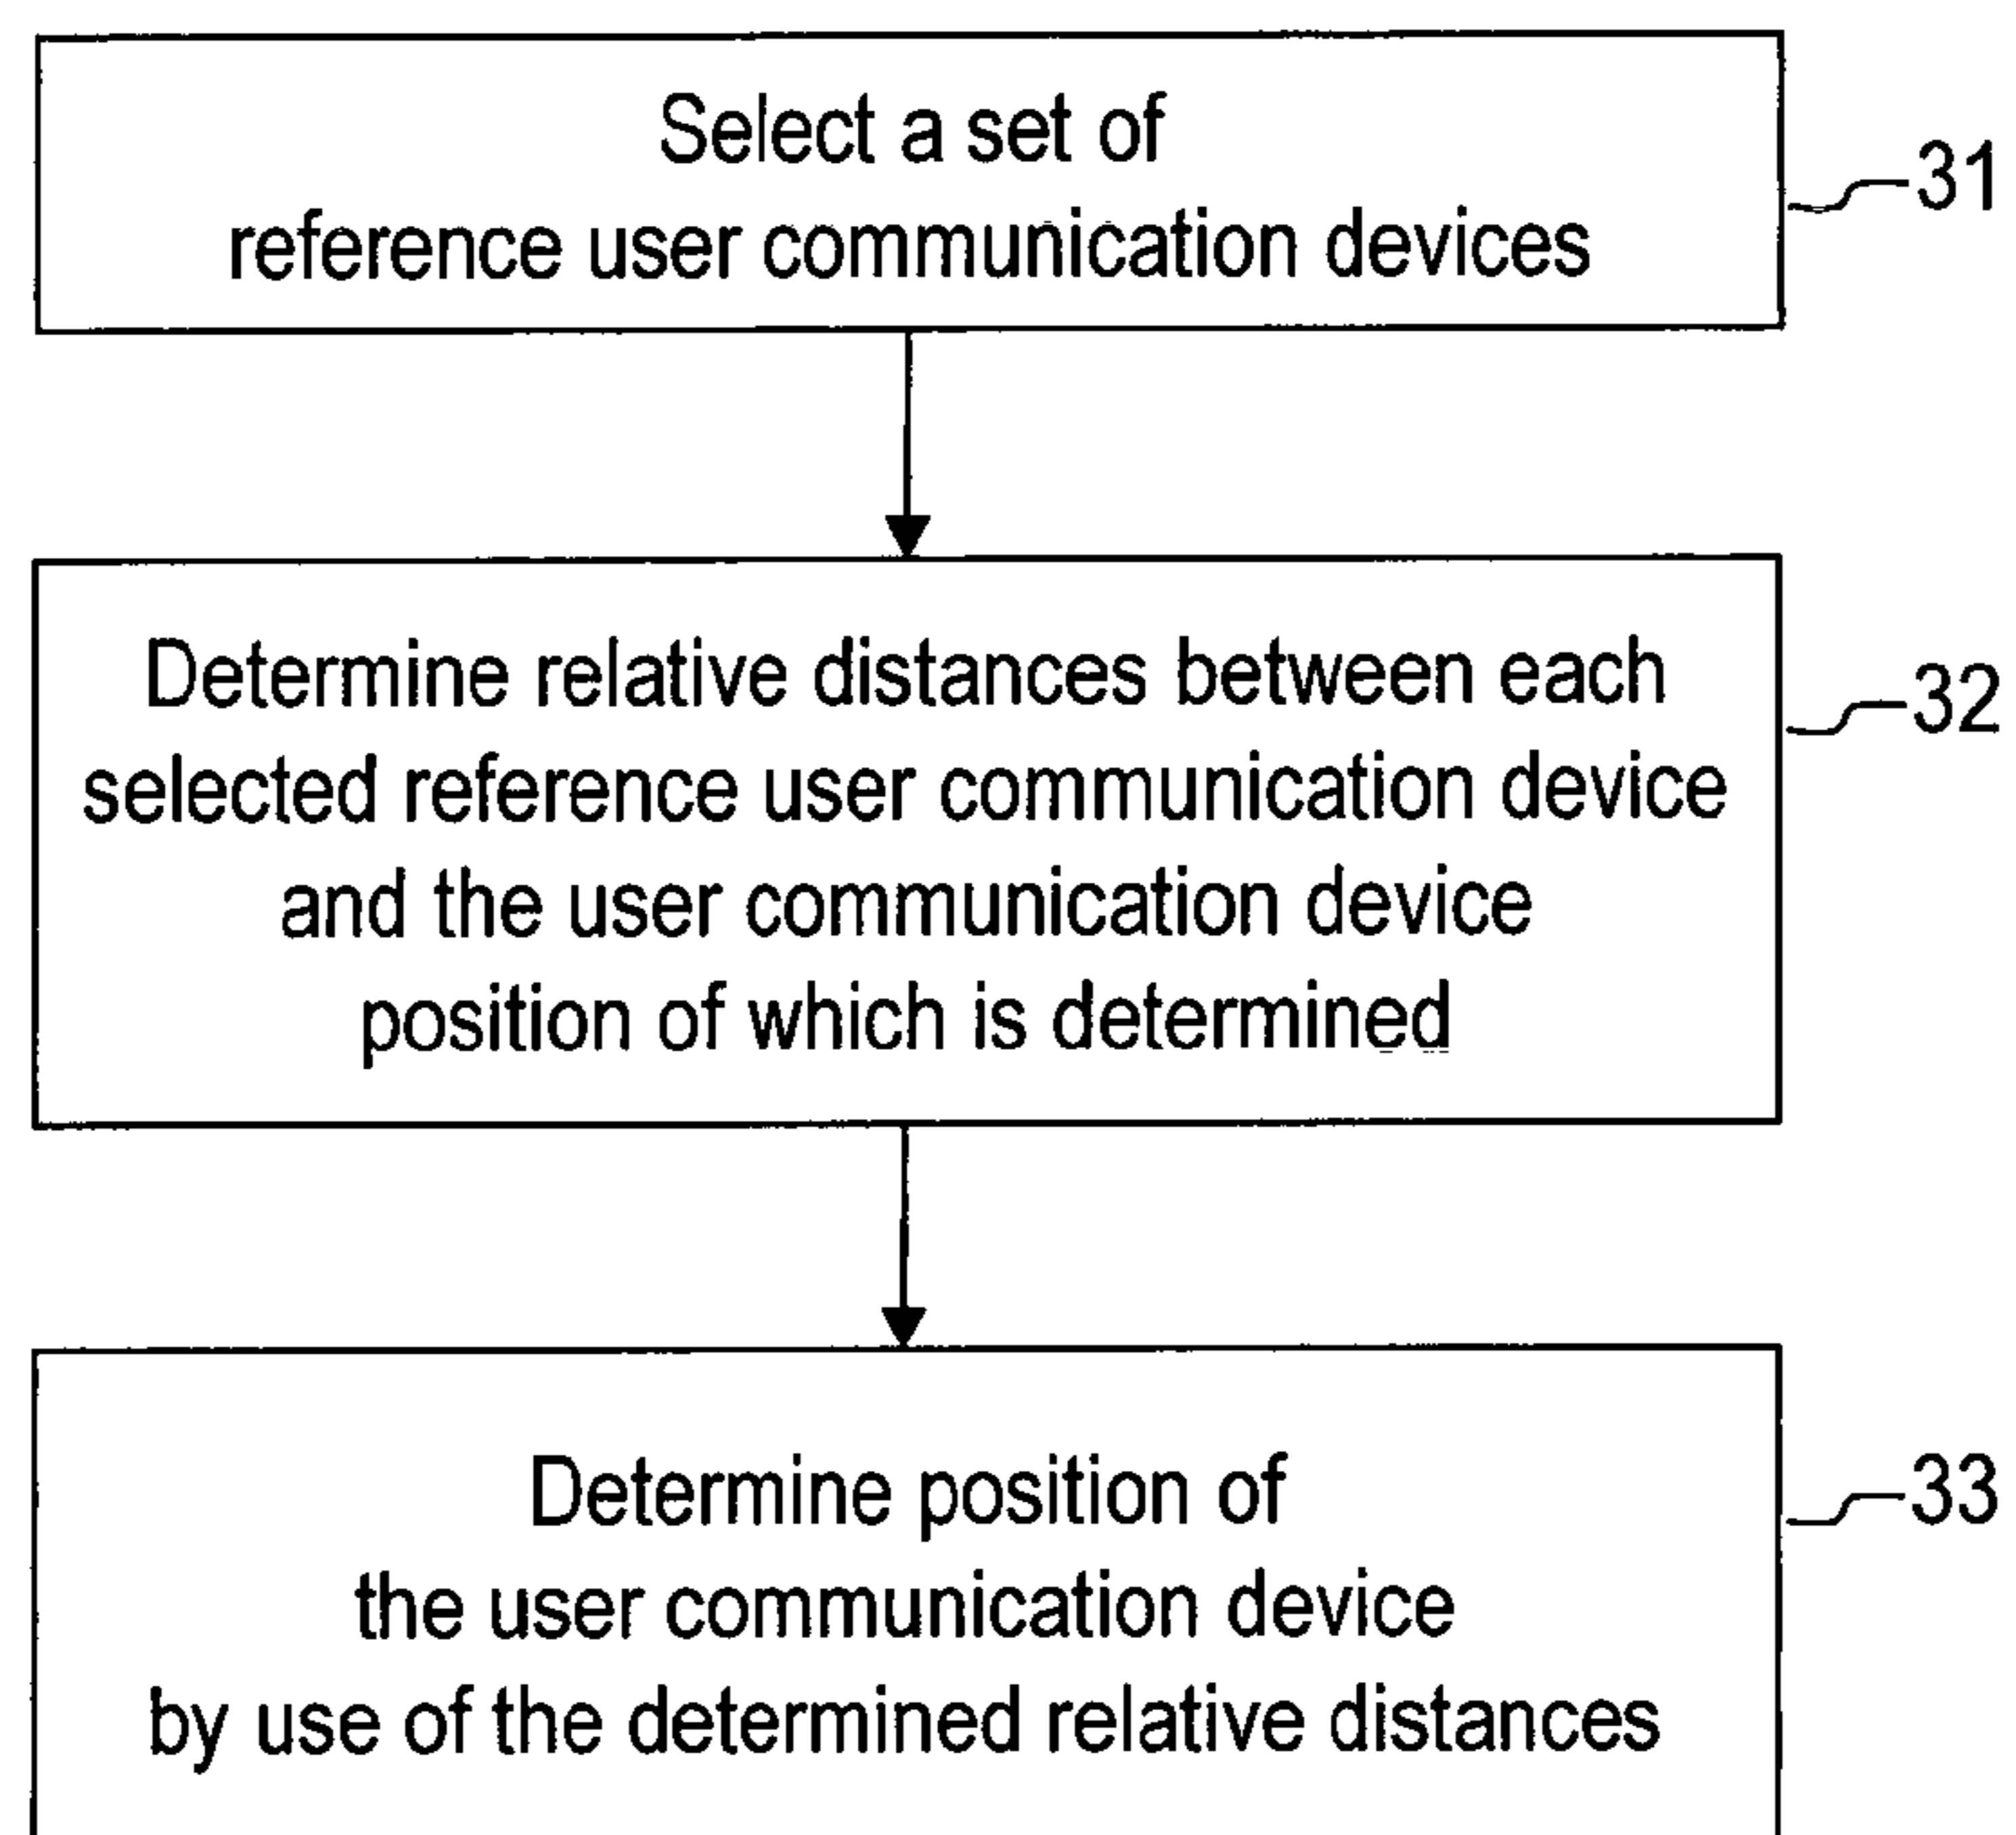 Select a set of
reference user communication devices
31
Determine relative distances between each
selected reference user communication device
and the user communication device
position of which is determined
32
Determine position of
the user communication device
by use of the determined relative distances
33